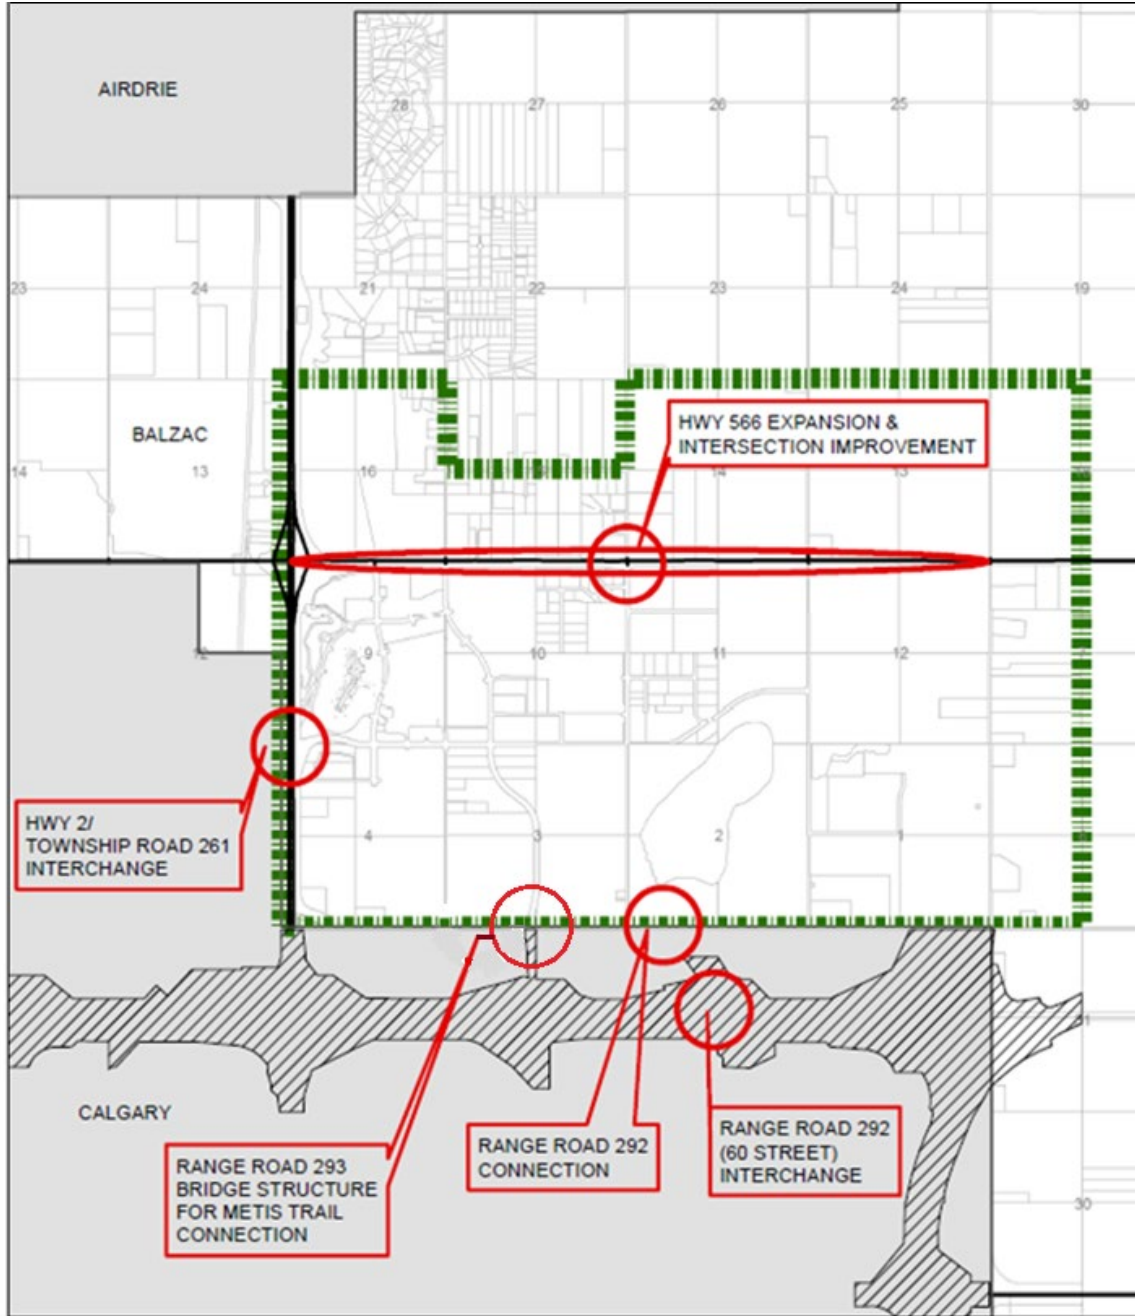 AIRDRIE
28
27
26
25
30
23
24
21
22
23
24
19
HWY 566 EXPANSION &
INTERSECTION IMPROVEMENT
BALZAC
14
13
16
14
13
12
9
10
11
12
HWY 2/
TOWNSHIP ROAD 261
INTERCHANGE
4
3
2
1
CALGARY
RANGE ROAD 293
BRIDGE STRUCTURE
FOR METIS TRAIL
CONNECTION
RANGE ROAD 292
CONNECTION
RANGE ROAD 292
(60 STREET)
INTERCHANGE
30